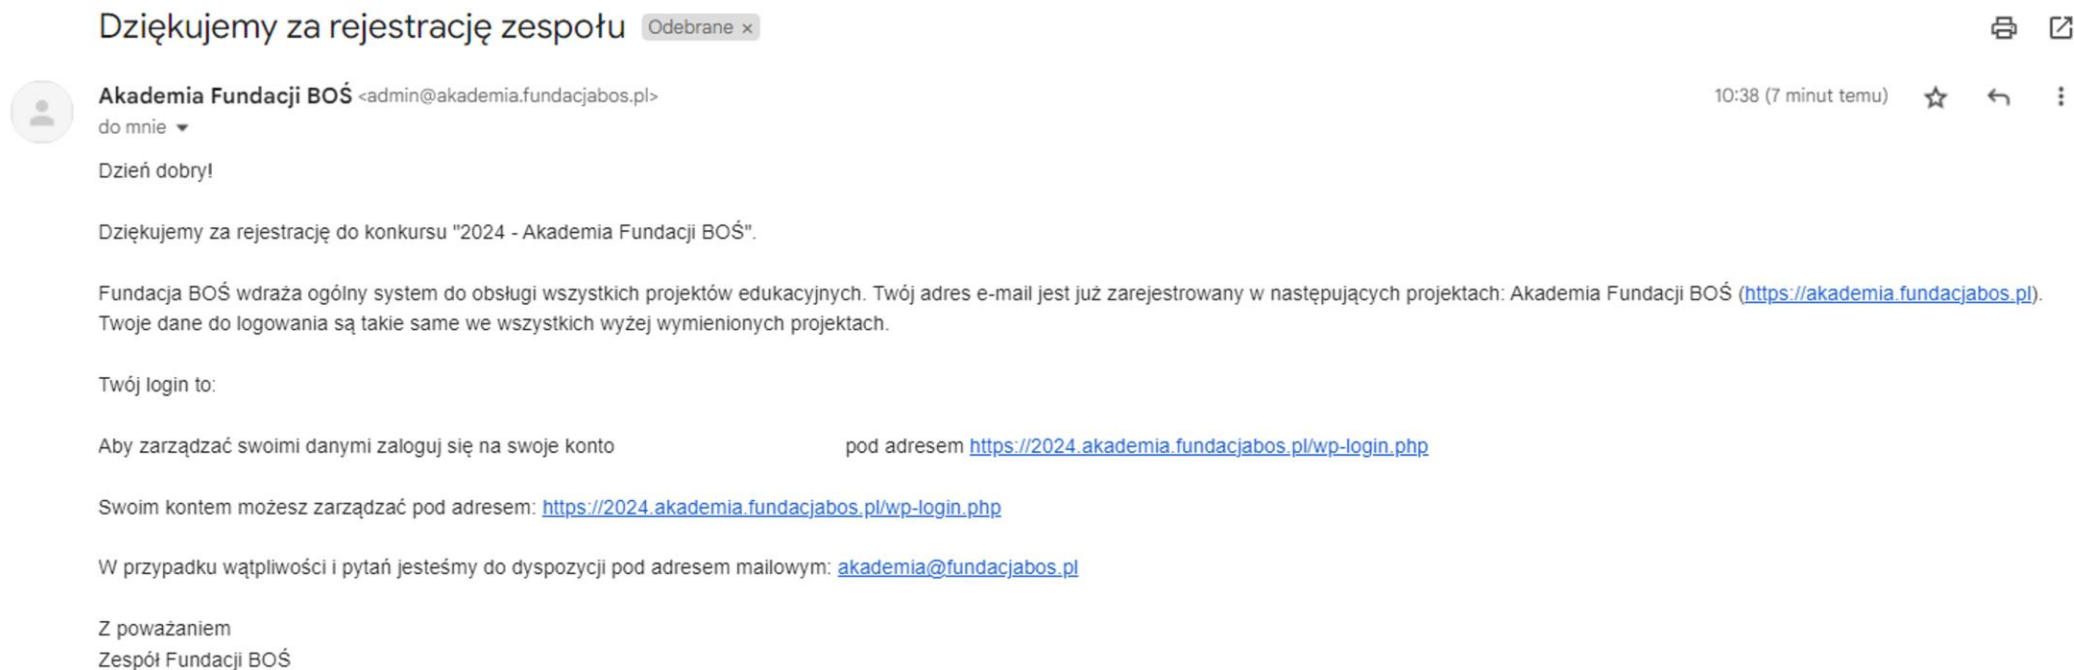 Dziękujemy za rejestrację zespołu Odebrane ×
Akademia Fundacji BOŚ <admin@akademia.fundacjabos.pl> 10:38 (7 minut temu)
do mnie
Dzień dobry!
Dziękujemy za rejestrację do konkursu "2024 - Akademia Fundacji BOŚ".
Fundacja BOŚ wdraża ogólny system do obsługi wszystkich projektów edukacyjnych. Twój adres e-mail jest już zarejestrowany w następujących projektach: Akademia Fundacji BOŚ (https://akademia.fundacjabos.pl).
Twoje dane do logowania są takie same we wszystkich wyżej wymienionych projektach.
Twój login to:
Aby zarządzać swoimi danymi zaloguj się na swoje konto pod adresem https://2024.akademia.fundacjabos.pl/wp-login.php
Swoim kontem możesz zarządzać pod adresem: https://2024.akademia.fundacjabos.pl/wp-login.php
W przypadku wątpliwości i pytań jesteśmy do dyspozycji pod adresem mailowym: akademia@fundacjabos.pl
Z poważaniem
Zespół Fundacji BOŚ